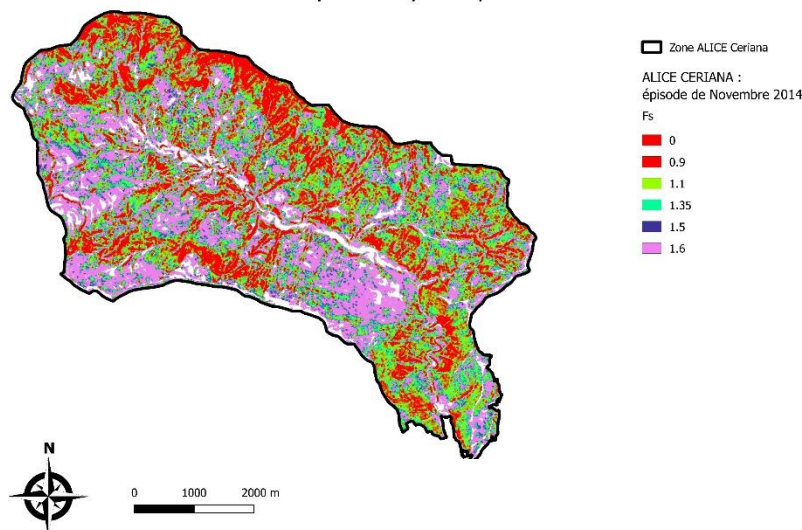 Zone ALICE Ceriana
ALICE CERIANA :
épisode de Novembre 2014
Fs
0
0.9
1.1
1.35
1.5
1.6
N
0 1000 2000 m